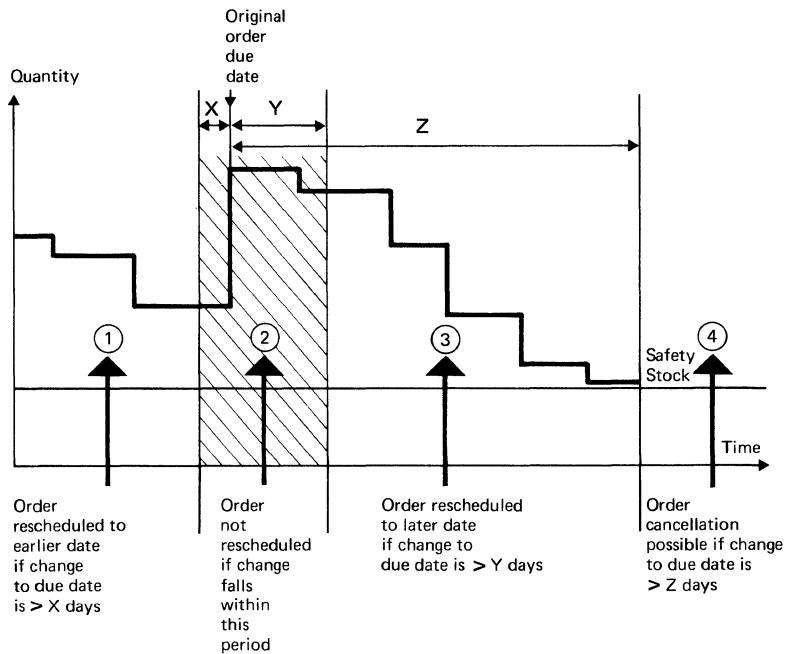 Original
order
due
date
Quantity
X
Y
Z
1
2
3
4
Safety
Stock
Time
Order
rescheduled to
earlier date
if change
to due date
is > X days
Order
not
rescheduled
if change
falls
within
this
period
Order rescheduled
to later date
if change to
due date is > Y days
Order
cancellation
possible if change
to due date is
> Z days